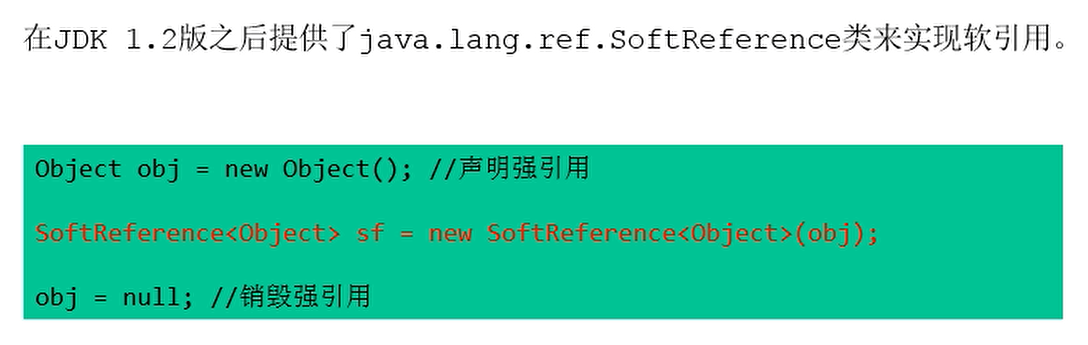 在JDK 1.2版之后提供了java.lang.ref.SoftReference类来实现软引用。
Object obj = new Object(); //声明强引用
SoftReference<Object> sf = new SoftReference<Object>(obj);
obj = null; //销毁强引用